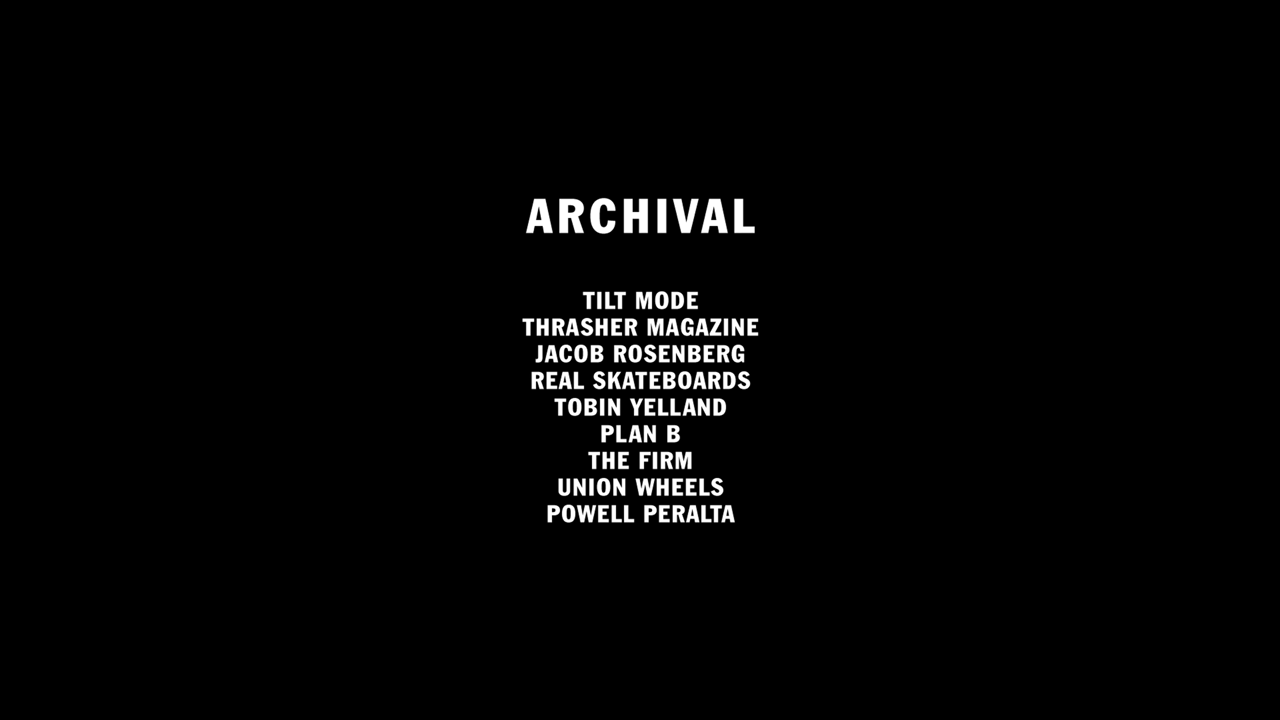 ARCHIVAL
TILT MODE
THRASHER MAGAZINE
JACOB ROSENBERG
REAL SKATEBOARDS
TOBIN YELLAND
PLAN B
THE FIRM
UNION WHEELS
POWELL PERALTA